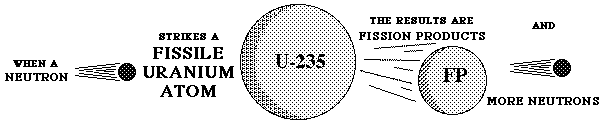 WHEN A
NEUTRON
STRIKES A
FISSILE
URANIUM
ATOM
U-235
THE RESULTS ARE
FISSION PRODUCTS
FP
AND
MORE NEUTRONS